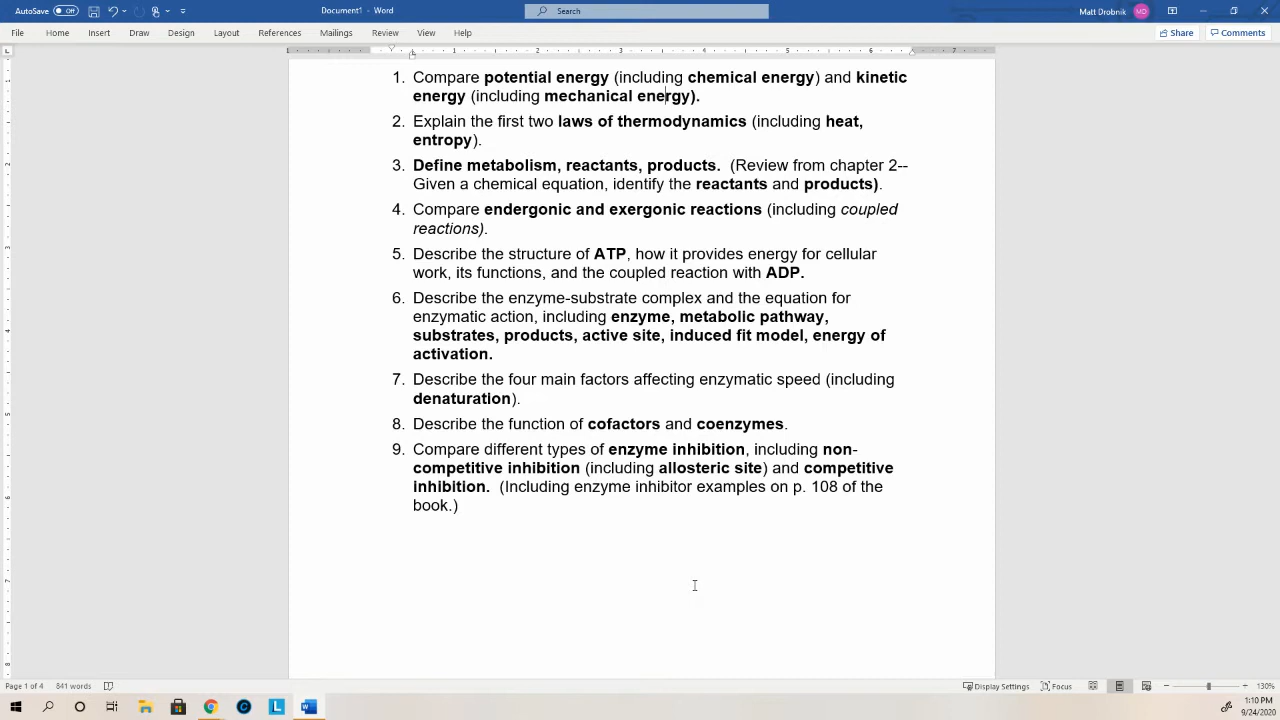 AutoSave Off Document1 - Word Search Matt Drobnik MD
File Home Insert Draw Design Layout References Mailings Review View Help Share Comments
1 2 3 4 5 6 7
1. Compare potential energy (including chemical energy) and kinetic
energy (including mechanical energy).
2. Explain the first two laws of thermodynamics (including heat,
entropy).
3. Define metabolism, reactants, products. (Review from chapter 2--
Given a chemical equation, identify the reactants and products).
4. Compare endergonic and exergonic reactions (including coupled
reactions).
5. Describe the structure of ATP, how it provides energy for cellular
work, its functions, and the coupled reaction with ADP.
6. Describe the enzyme-substrate complex and the equation for
enzymatic action, including enzyme, metabolic pathway,
substrates, products, active site, induced fit model, energy of
activation.
7. Describe the four main factors affecting enzymatic speed (including
denaturation).
8. Describe the function of cofactors and coenzymes.
9. Compare different types of enzyme inhibition, including non-
competitive inhibition (including allosteric site) and competitive
inhibition. (Including enzyme inhibitor examples on p. 108 of the
book.)
Page 1 of 4 841 words Display Settings Focus 130%
1:10 PM
9/24/2020